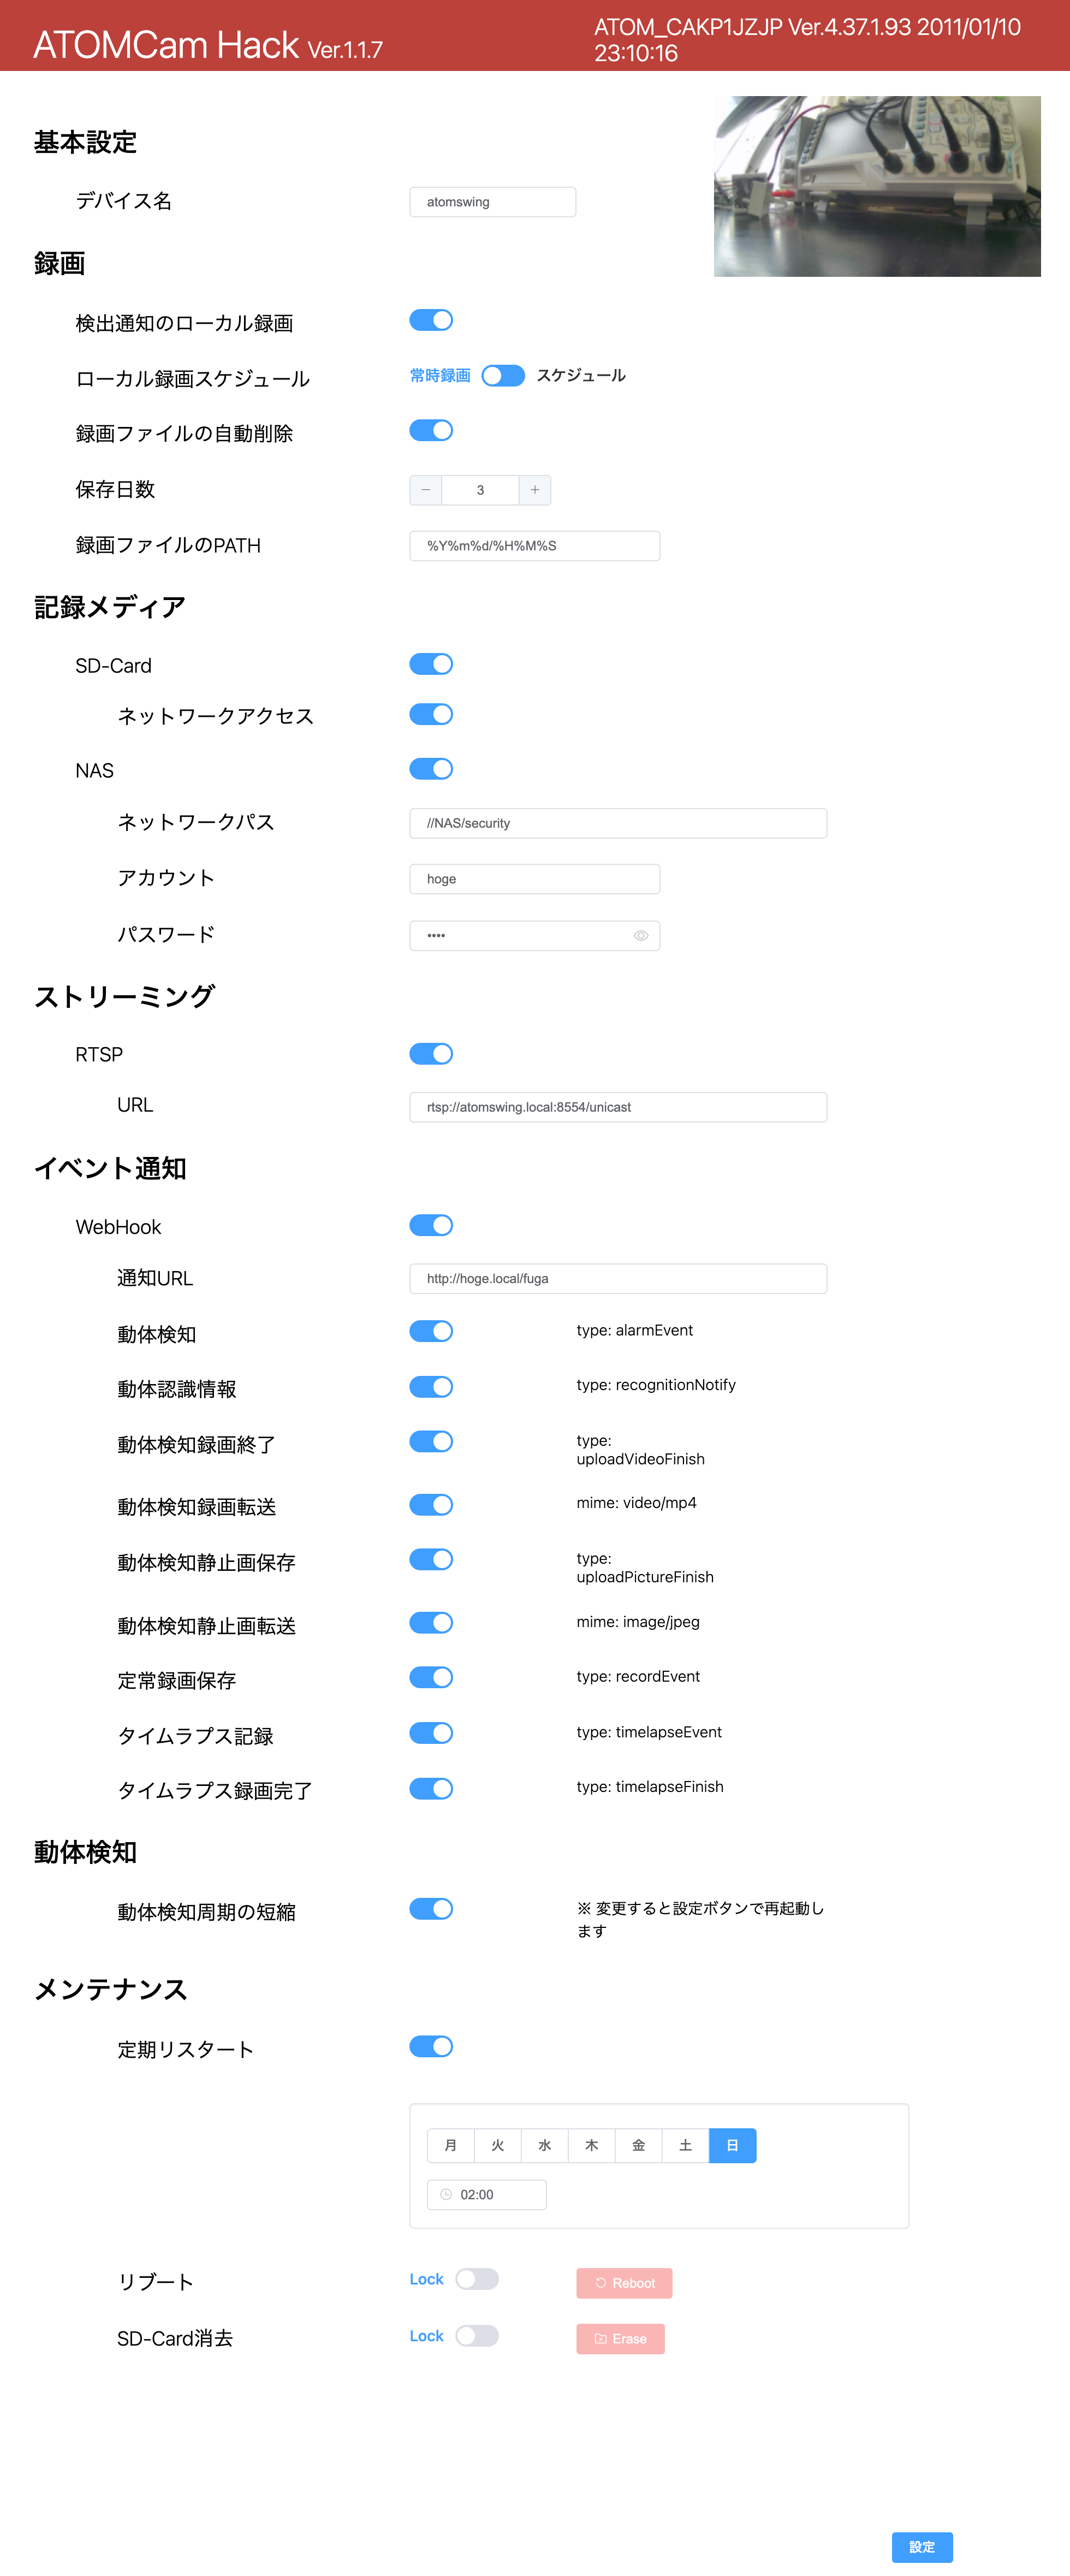 ATOMCam Hack Ver.1.1.7
ATOM_CAKP1JZJP Ver.4.37.1.93 2011/01/10
23:10:16
基本設定
デバイス名
atomswing
録画
検出通知のローカル録画
ローカル録画スケジュール
常時録画 スケジュール
録画ファイルの自動削除
保存日数
3
録画ファイルのPATH
%Y%m%d/%H%M%S
記録メディア
SD-Card
ネットワークアクセス
NAS
ネットワークパス
//NAS/security
アカウント
hoge
パスワード
••••
ストリーミング
RTSP
URL
rtsp://atomswing.local:8554/unicast
イベント通知
WebHook
通知URL
http://hoge.local/fuga
動体検知
type: alarmEvent
動体認識情報
type: recognitionNotify
動体検知録画終了
type:
uploadVideoFinish
動体検知録画転送
mime: video/mp4
動体検知静止画保存
type:
uploadPictureFinish
動体検知静止画転送
mime: image/jpeg
定常録画保存
type: recordEvent
タイムラプス記録
type: timelapseEvent
タイムラプス録画完了
type: timelapseFinish
動体検知
動体検知周期の短縮
※ 変更すると設定ボタンで再起動し
ます
メンテナンス
定期リスタート
月 火 水 木 金 土 日
02:00
リブート
Lock
Reboot
SD-Card消去
Lock
Erase
設定